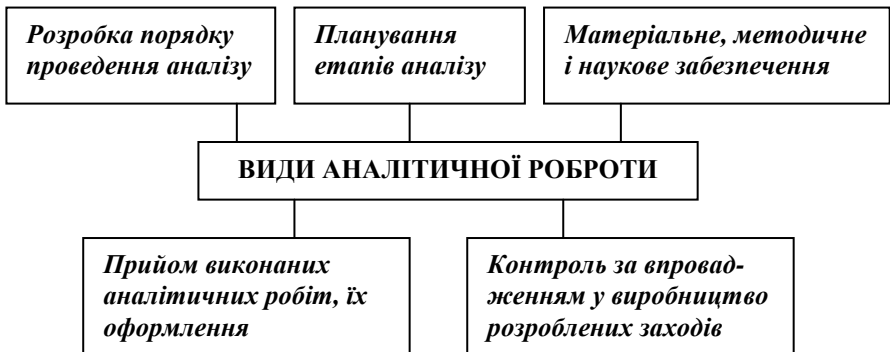 Розробка порядку
проведення аналізу
Планування
етапів аналізу
Матеріальне, методичне
і наукове забезпечення
ВИДИ АНАЛІТИЧНОЇ РОБРОТИ
Прийом виконаних
аналітичних робіт, їх
оформлення
Контроль за впровад-
женням у виробництво
розроблених заходів